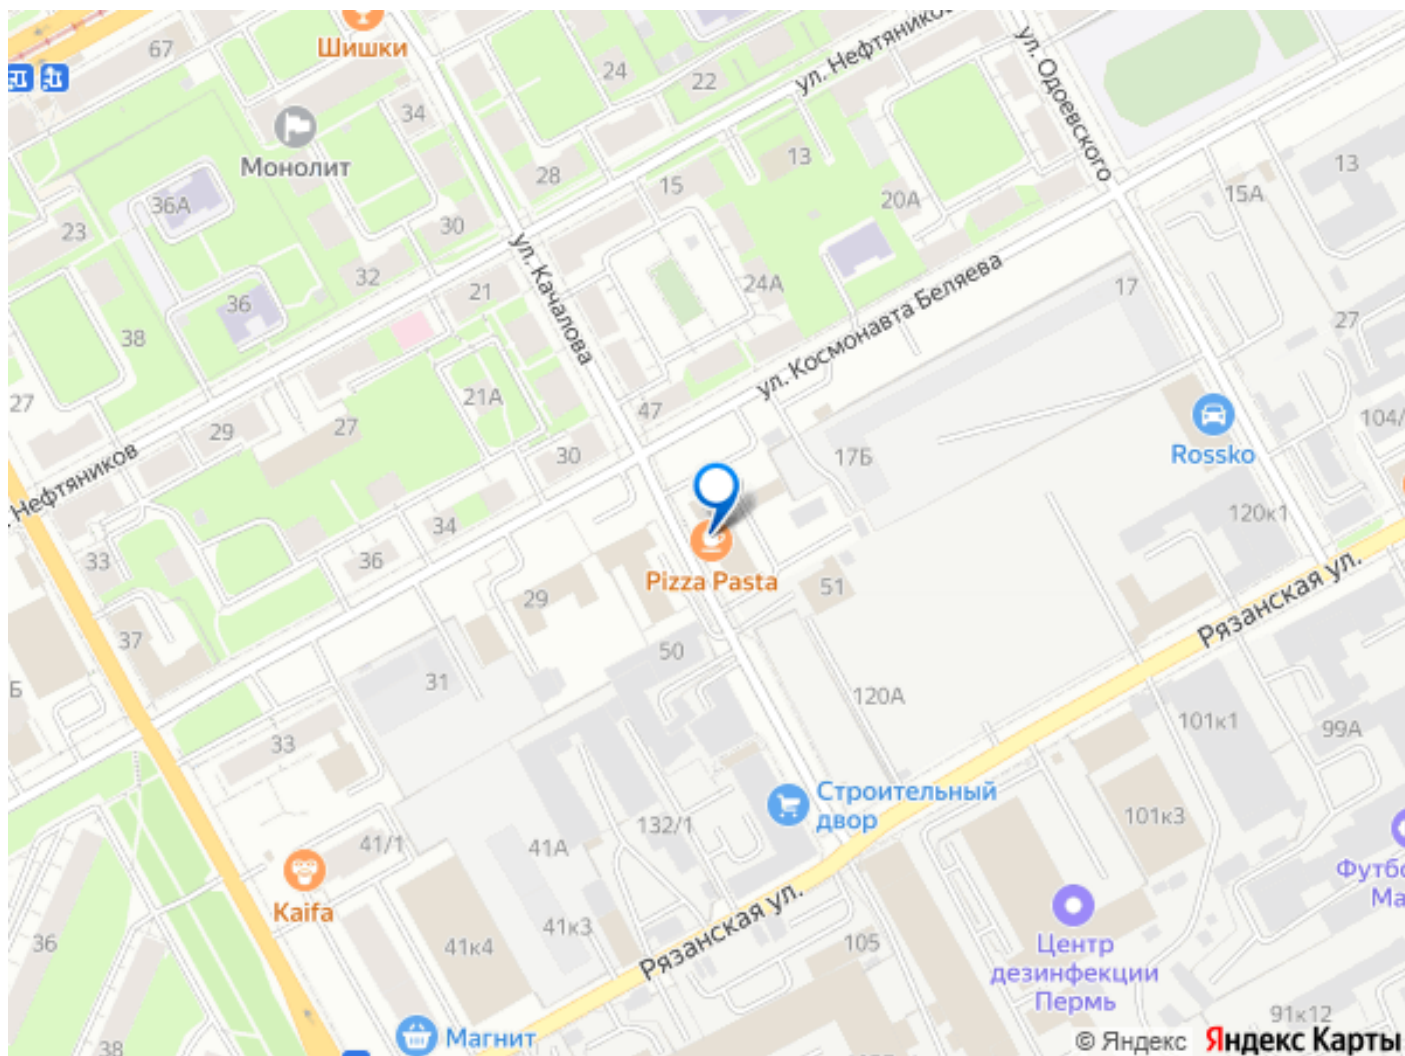 67
Шишки
24
22
ул. Нефтяников
ул. Одоевского
34
Монолит
28
15
13
13
36А
23
30
20А
15А
32
ул. Качалова
21
24А
ул. Космонавта Беляева
17
36
38
27
27
21А
47
29
27
104/
Rossko
Нефтяников
30
17Б
34
120к1
33
36
Pizza Pasta
51
29
Рязанская ул.
37
50
Б
31
120А
101к1
99А
33
Строительный
двор
132/1
101к3
41/1
41А
Футбо
Ма
Kaifa
41к3
Рязанская ул.
36
41к4
105
Центр
дезинфекции
Пермь
91к12
Магнит
38
© Яндекс
Яндекс Карты